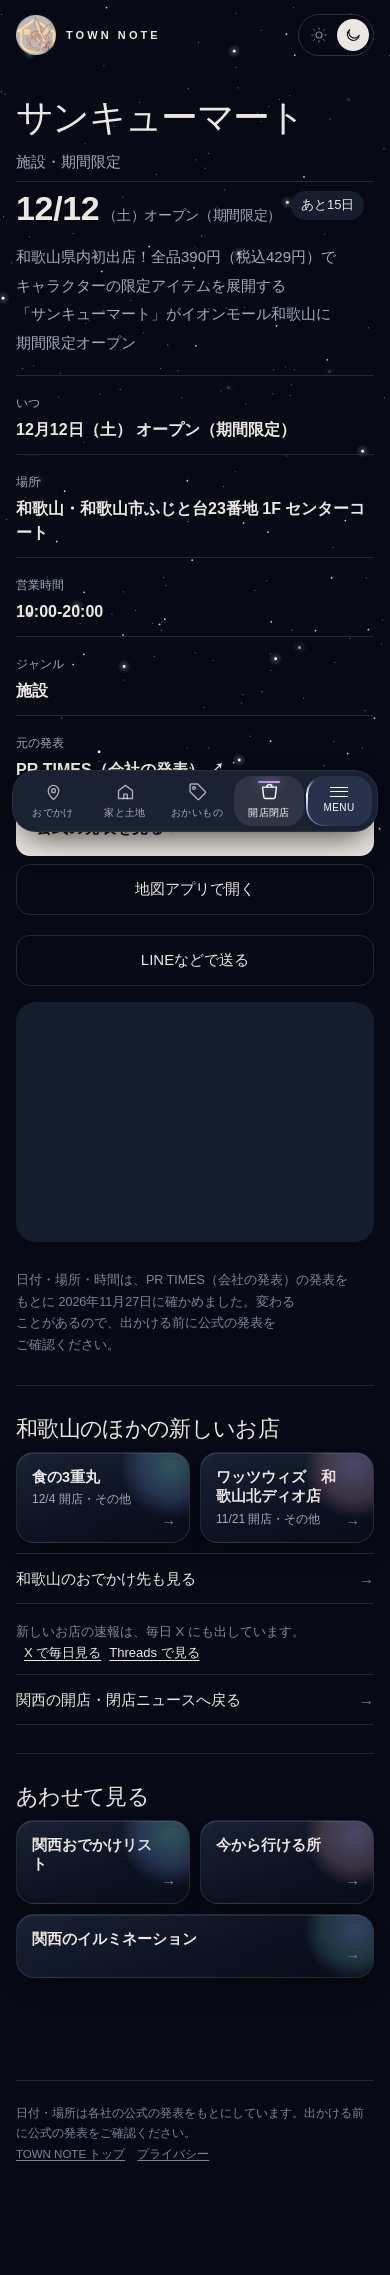 TOWN NOTE
サンキューマート
施設・期間限定
12/12（土）オープン（期間限定） あと15日
和歌山県内初出店！全品390円（税込429円）で
キャラクターの限定アイテムを展開する
「サンキューマート」がイオンモール和歌山に
期間限定オープン
いつ
12月12日（土） オープン（期間限定）
場所
和歌山・和歌山市ふじと台23番地 1F センターコ
ート
営業時間
10:00-20:00
ジャンル
施設
元の発表
PR TIMES（会社の発表）
おでかけ
家と土地
おかいもの
開店閉店
MENU
地図アプリで開く
LINEなどで送る
日付・場所・時間は、PR TIMES（会社の発表）の発表を
もとに 2026年11月27日に確かめました。変わる
ことがあるので、出かける前に公式の発表を
ご確認ください。
和歌山のほかの新しいお店
食の3重丸
12/4 開店・その他
→
ワッツウィズ　和
歌山北ディオ店
11/21 開店・その他
→
和歌山のおでかけ先も見る →
新しいお店の速報は、毎日 X にも出しています。
X で毎日見る Threads で見る
関西の開店・閉店ニュースへ戻る →
あわせて見る
関西おでかけリス
ト
→
今から行ける所
→
関西のイルミネーション
→
日付・場所は各社の公式の発表をもとにしています。出かける前
に公式の発表をご確認ください。
TOWN NOTE トップ プライバシー